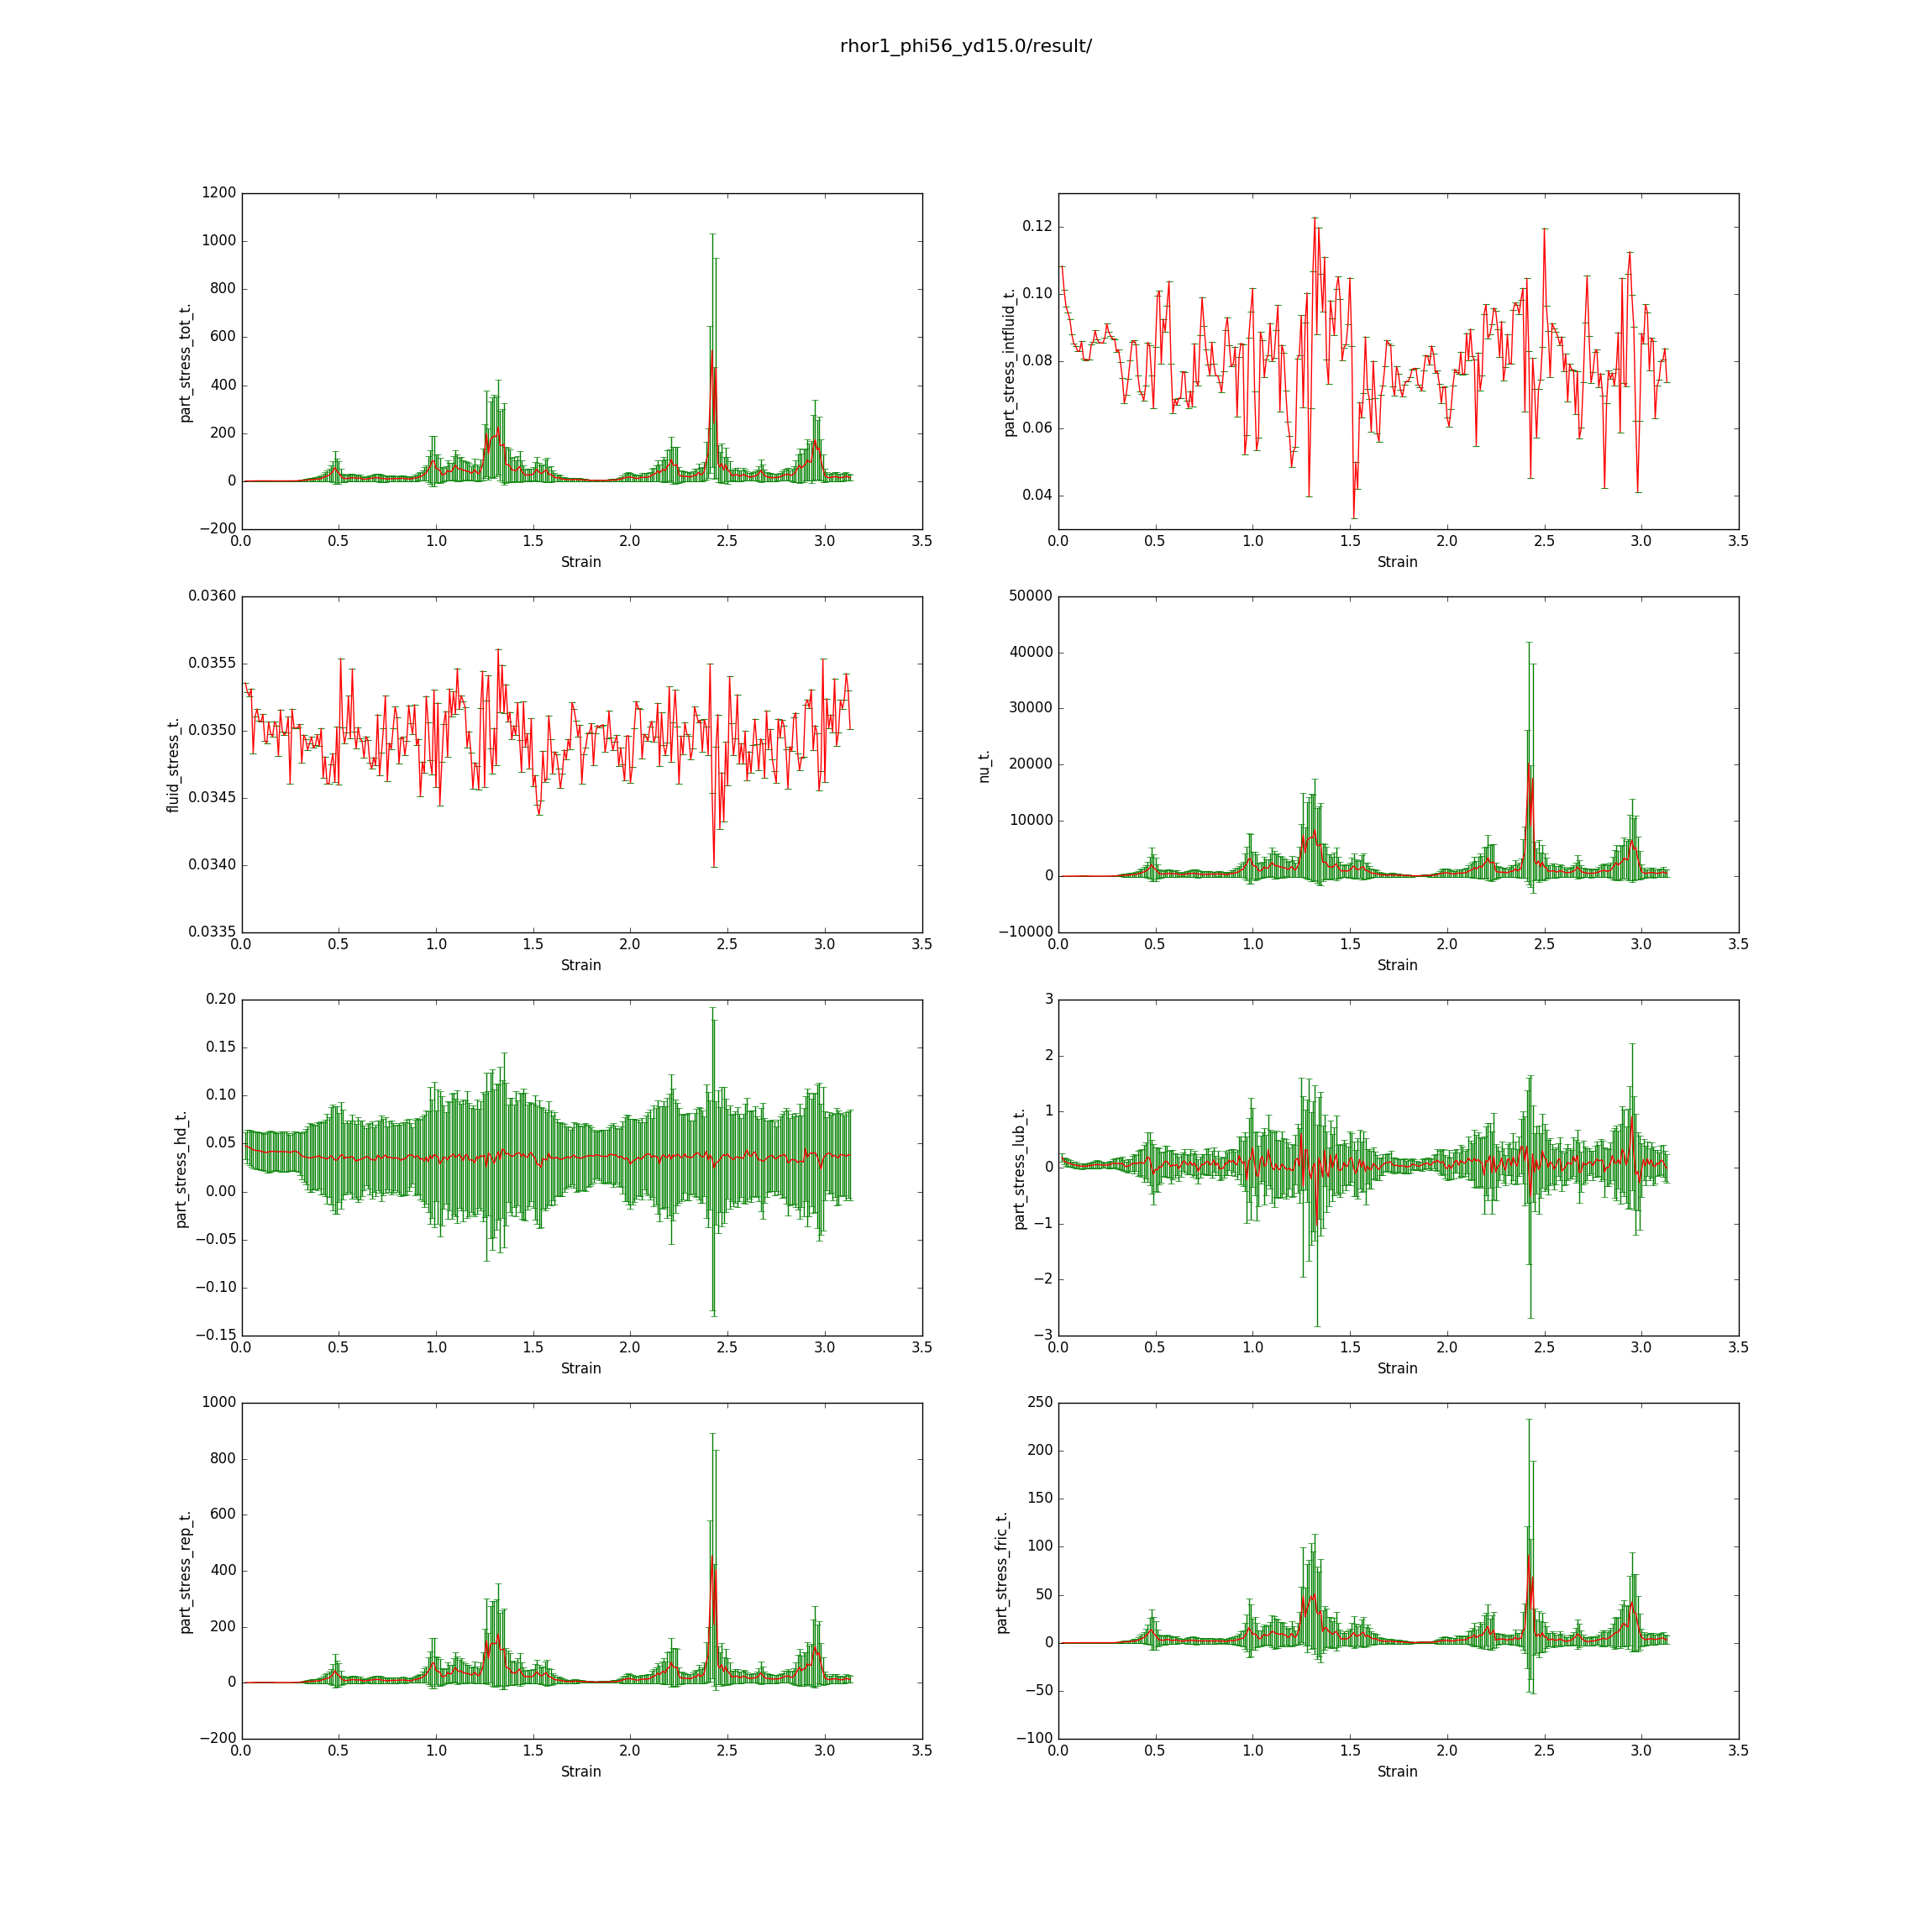 rhor1_phi56_yd15.0/result/
1200
1000
800
600
400
200
0
−200
part_stress_tot_t.
0.0 0.5 1.0 1.5 2.0 2.5 3.0 3.5
Strain
0.12
0.10
0.08
0.06
0.04
part_stress_intfluid_t.
0.0 0.5 1.0 1.5 2.0 2.5 3.0 3.5
Strain
0.0360
0.0355
0.0350
0.0345
0.0340
0.0335
fluid_stress_t.
0.0 0.5 1.0 1.5 2.0 2.5 3.0 3.5
Strain
50000
40000
30000
20000
10000
0
−10000
nu_t.
0.0 0.5 1.0 1.5 2.0 2.5 3.0 3.5
Strain
0.20
0.15
0.10
0.05
0.00
−0.05
−0.10
−0.15
part_stress_hd_t.
0.0 0.5 1.0 1.5 2.0 2.5 3.0 3.5
Strain
3
2
1
0
−1
−2
−3
part_stress_lub_t.
0.0 0.5 1.0 1.5 2.0 2.5 3.0 3.5
Strain
1000
800
600
400
200
0
−200
part_stress_rep_t.
0.0 0.5 1.0 1.5 2.0 2.5 3.0 3.5
Strain
250
200
150
100
50
0
−50
−100
part_stress_fric_t.
0.0 0.5 1.0 1.5 2.0 2.5 3.0 3.5
Strain